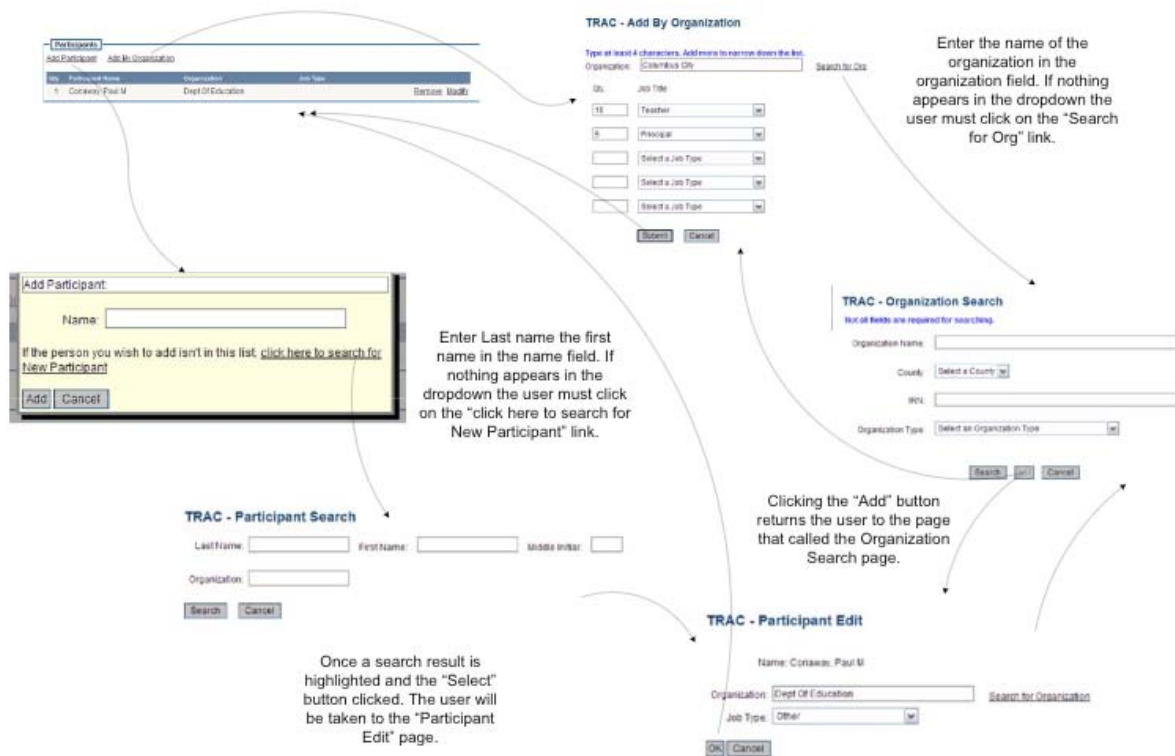 Participants
Add Participant Add By Organization
Qty Participant Name Organization Job Type
1 Conaway, Paul M Dept Of Education Remove Modify
TRAC - Add By Organization
Type at least 4 characters. Add more to narrow down the list.
Organization: Columbus City Search for Org
Qty. Job Title
10 Teacher
5 Principal
Select a Job Type
Select a Job Type
Select a Job Type
Submit Cancel
Enter the name of the
organization in the
organization field. If nothing
appears in the dropdown the
user must click on the “Search
for Org” link.
Add Participant:
Name:
If the person you wish to add isn't in this list, click here to search for
New Participant
Add Cancel
Enter Last name the first
name in the name field. If
nothing appears in the
dropdown the user must click
on the “click here to search for
New Participant” link.
TRAC - Organization Search
Not all fields are required for searching.
Organization Name
County Select a County
IRN:
Organization Type Select an Organization Type
Search Add Cancel
Clicking the “Add” button
returns the user to the page
that called the Organization
Search page.
TRAC - Participant Search
Last Name: First Name: Middle Initial:
Organization:
Search Cancel
Once a search result is
highlighted and the “Select”
button clicked. The user will
be taken to the “Participant
Edit” page.
TRAC - Participant Edit
Name: Conaway, Paul M
Organization: Dept Of Education Search for Organization
Job Type: Other
OK Cancel